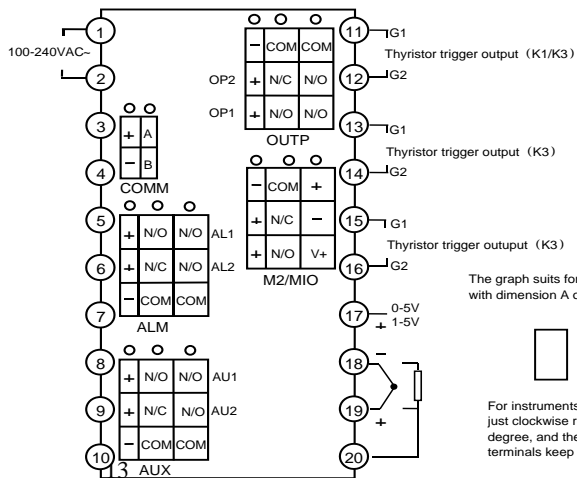 1
100-240VAC~
2
3
+ A
4
- B
COMM
5
+ N/O N/O AL1
6
+ N/C N/O AL2
- COM COM
7
ALM
8
+ N/O N/O AU1
9
+ N/C N/O AU2
- COM COM
10
13 AUX
- COM COM
OP2 + N/C N/O
OP1 + N/O N/O
OUTP
- COM +
+ N/C -
+ N/O V+
M2/MIO
11 G1
Thyristor trigger output (K1/K3)
12 G2
13 G1
Thyristor trigger output (K3)
14 G2
15 G1
Thyristor trigger outuput (K3)
16 G2
17 0-5V
+ 1-5V
18 -
19 +
20
The graph suits for
with dimension A
For instruments
just clockwise
degree, and the
terminals keep